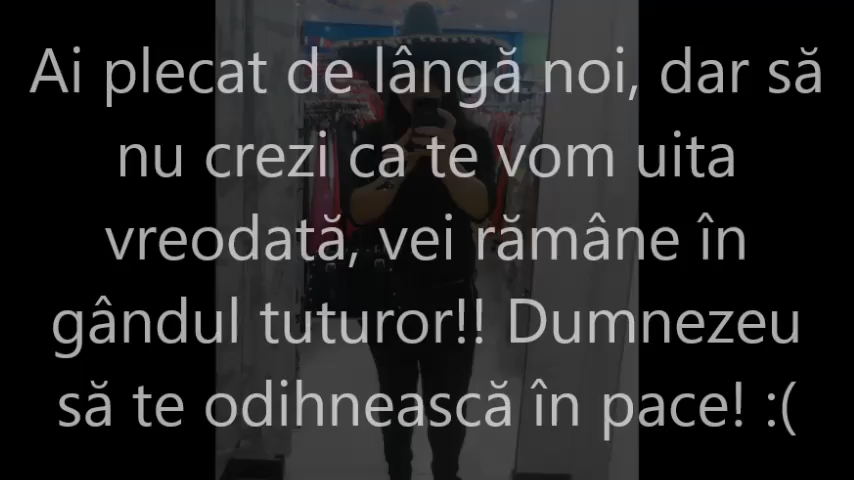 Ai plecat de lângă noi, dar să
nu crezi ca te vom uita
vreodată, vei rămâne în
gândul tuturor!! Dumnezeu
să te odihnească în pace! :(